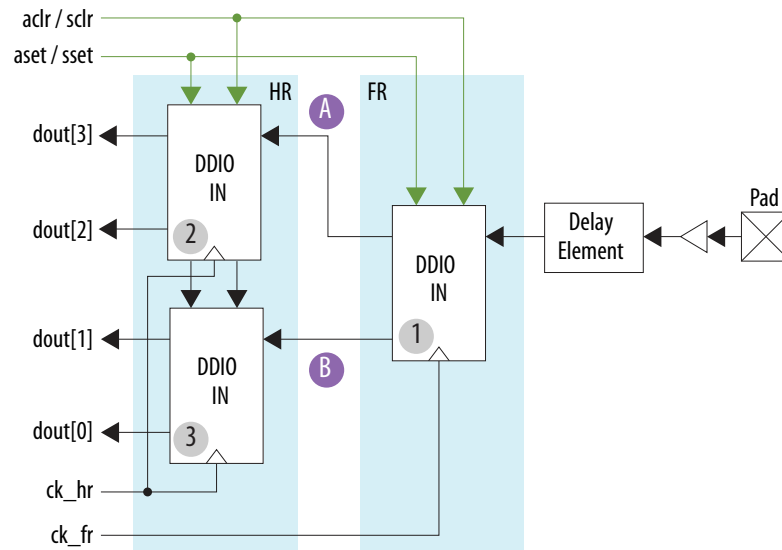 aclr / sclr
aset / sset
HR
FR
A
dout[3]
DDIO
IN
Pad
dout[2]
2
Delay
Element
DDIO
IN
1
dout[1]
DDIO
IN
B
dout[0]
3
ck_hr
ck_fr